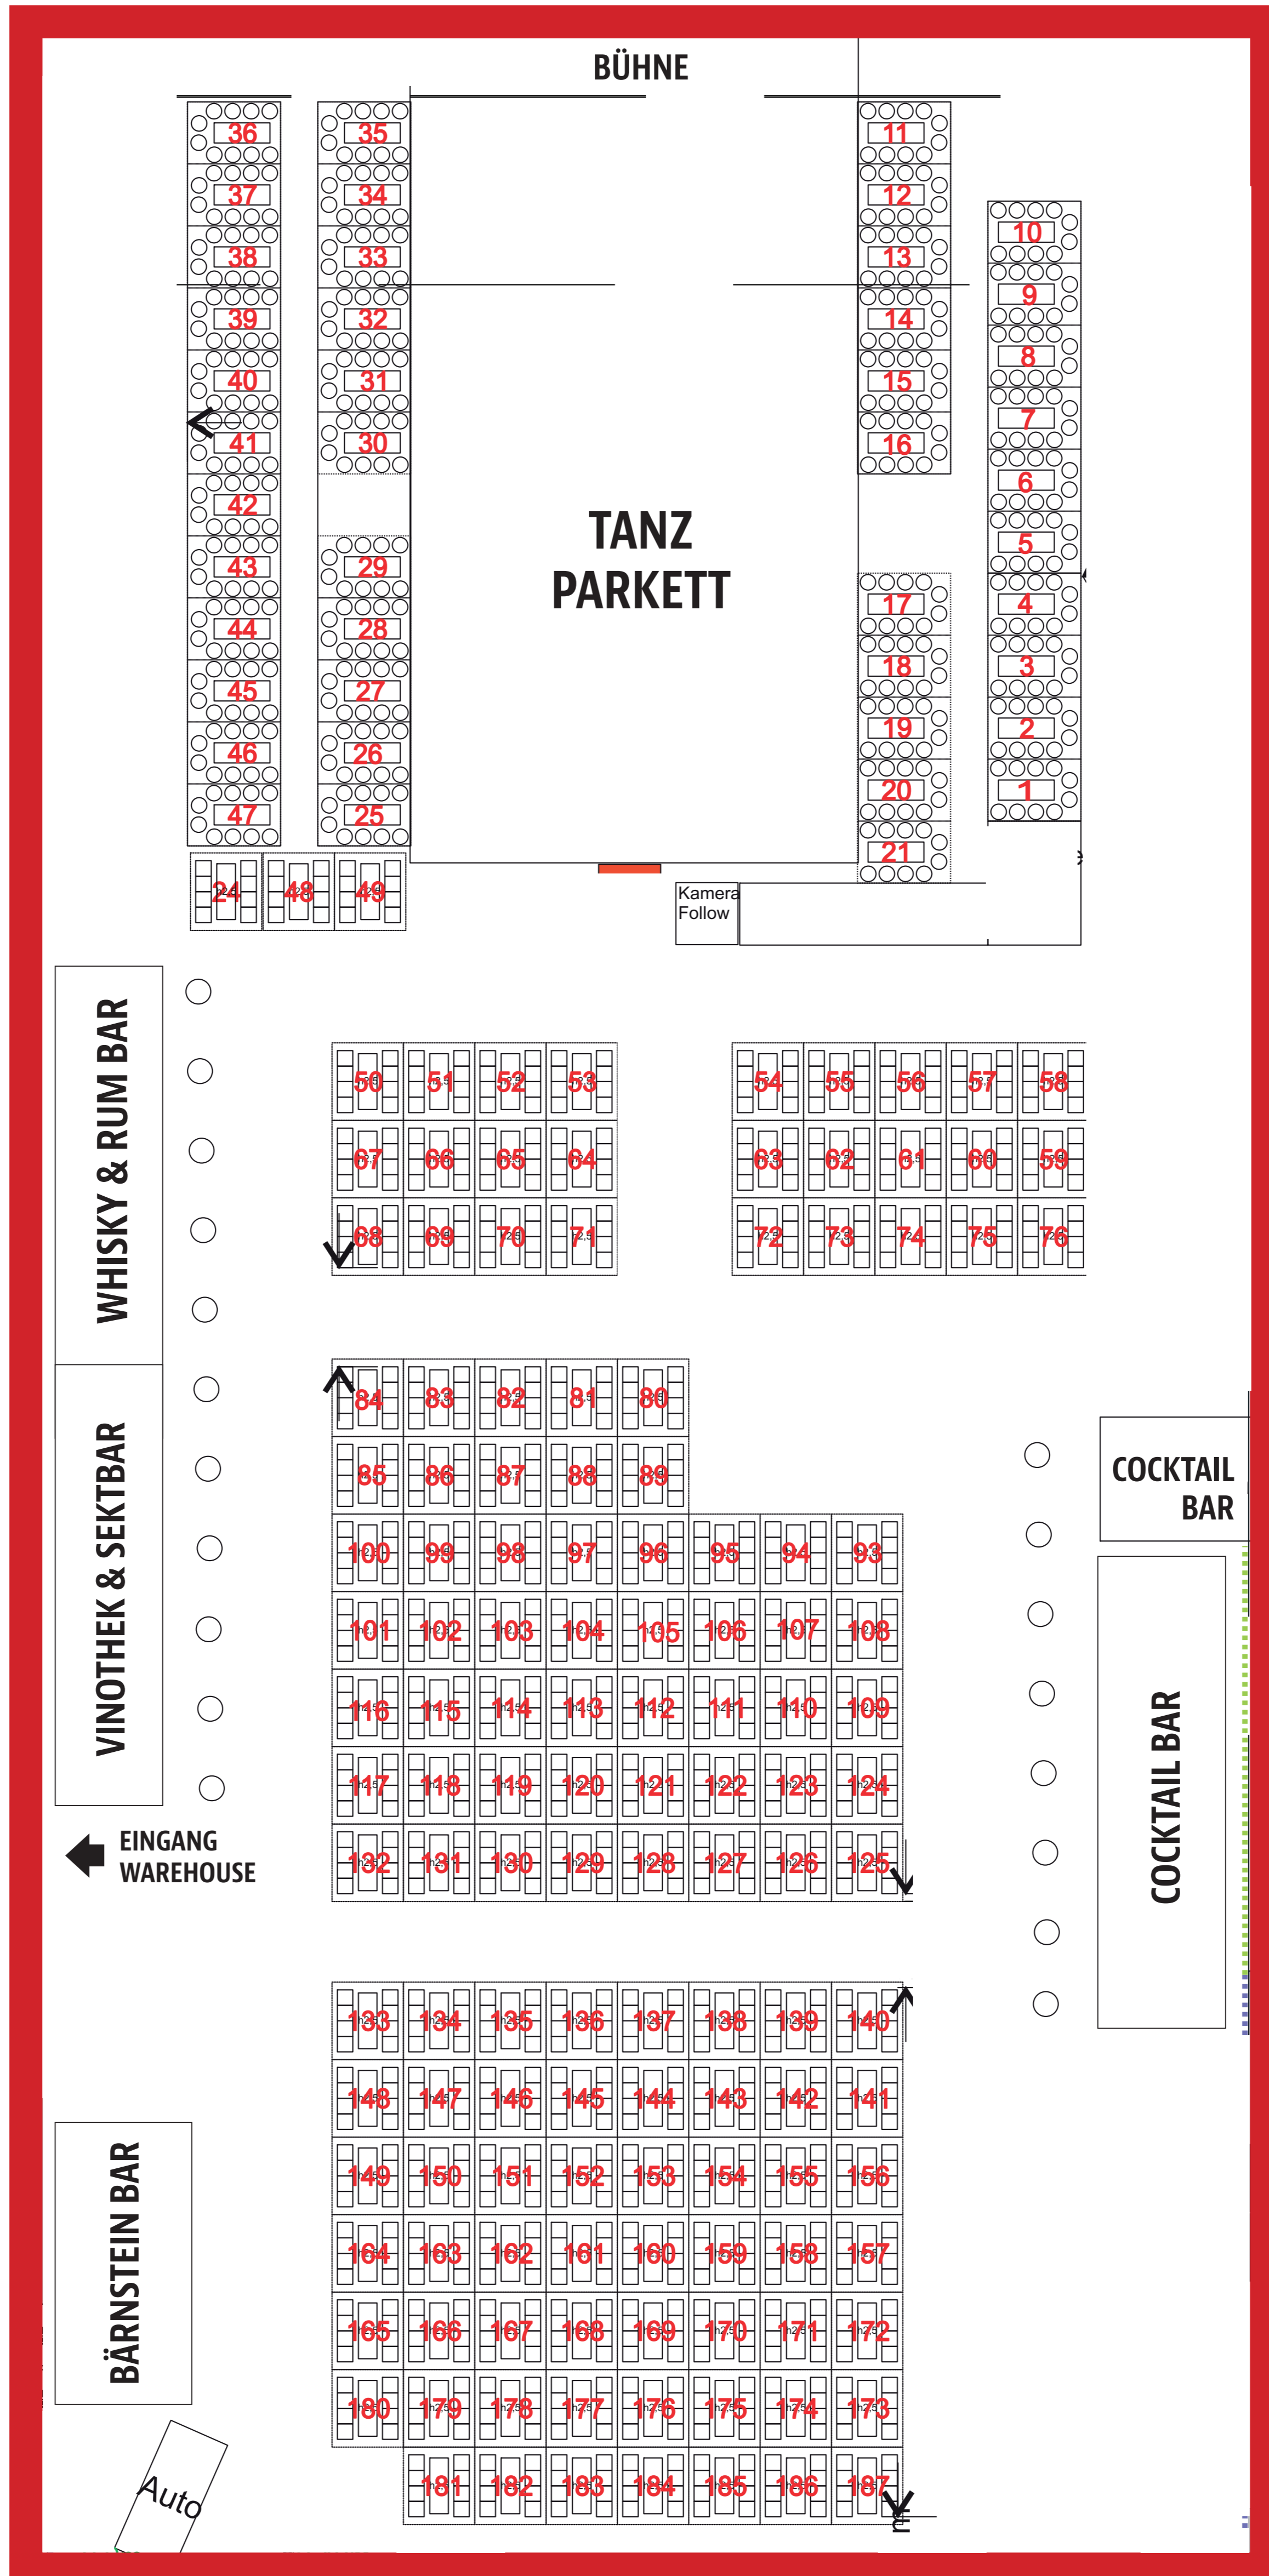 BÜHNE
36 35 11
37 34 12
10
38 33 13
9
39 32 14
8
40 31 15
7
41 30 16
6
42
TANZ
5
43 29
PARKETT
17 4
44 28
18 3
45 27
19 2
46 26
20 1
47 25
21
24 48 49
Kamera
Follow
WHISKY & RUM BAR
50 51 52 53 54 55 56 57 58
67 66 65 64 63 62 61 60 59
68 69 70 71 72 73 74 75 76
VINOTHEK & SEKTBAR
84 83 82 81 80
85 86 87 88 89
COCKTAIL
BAR
100 99 98 97 96 95 94 93
101 102 103 104 105 106 107 108
116 115 114 113 112 111 110 109
117 118 119 120 121 122 123 124
COCKTAIL BAR
EINGANG
WAREHOUSE
132 131 130 129 128 127 126 125
133 134 135 136 137 138 139 140
148 147 146 145 144 143 142 141
149 150 151 152 153 154 155 156
BÄRNSTEIN BAR
164 163 162 161 160 159 158 157
165 166 167 168 169 170 171 172
180 179 178 177 176 175 174 173
181 182 183 184 185 186 187
Auto
m